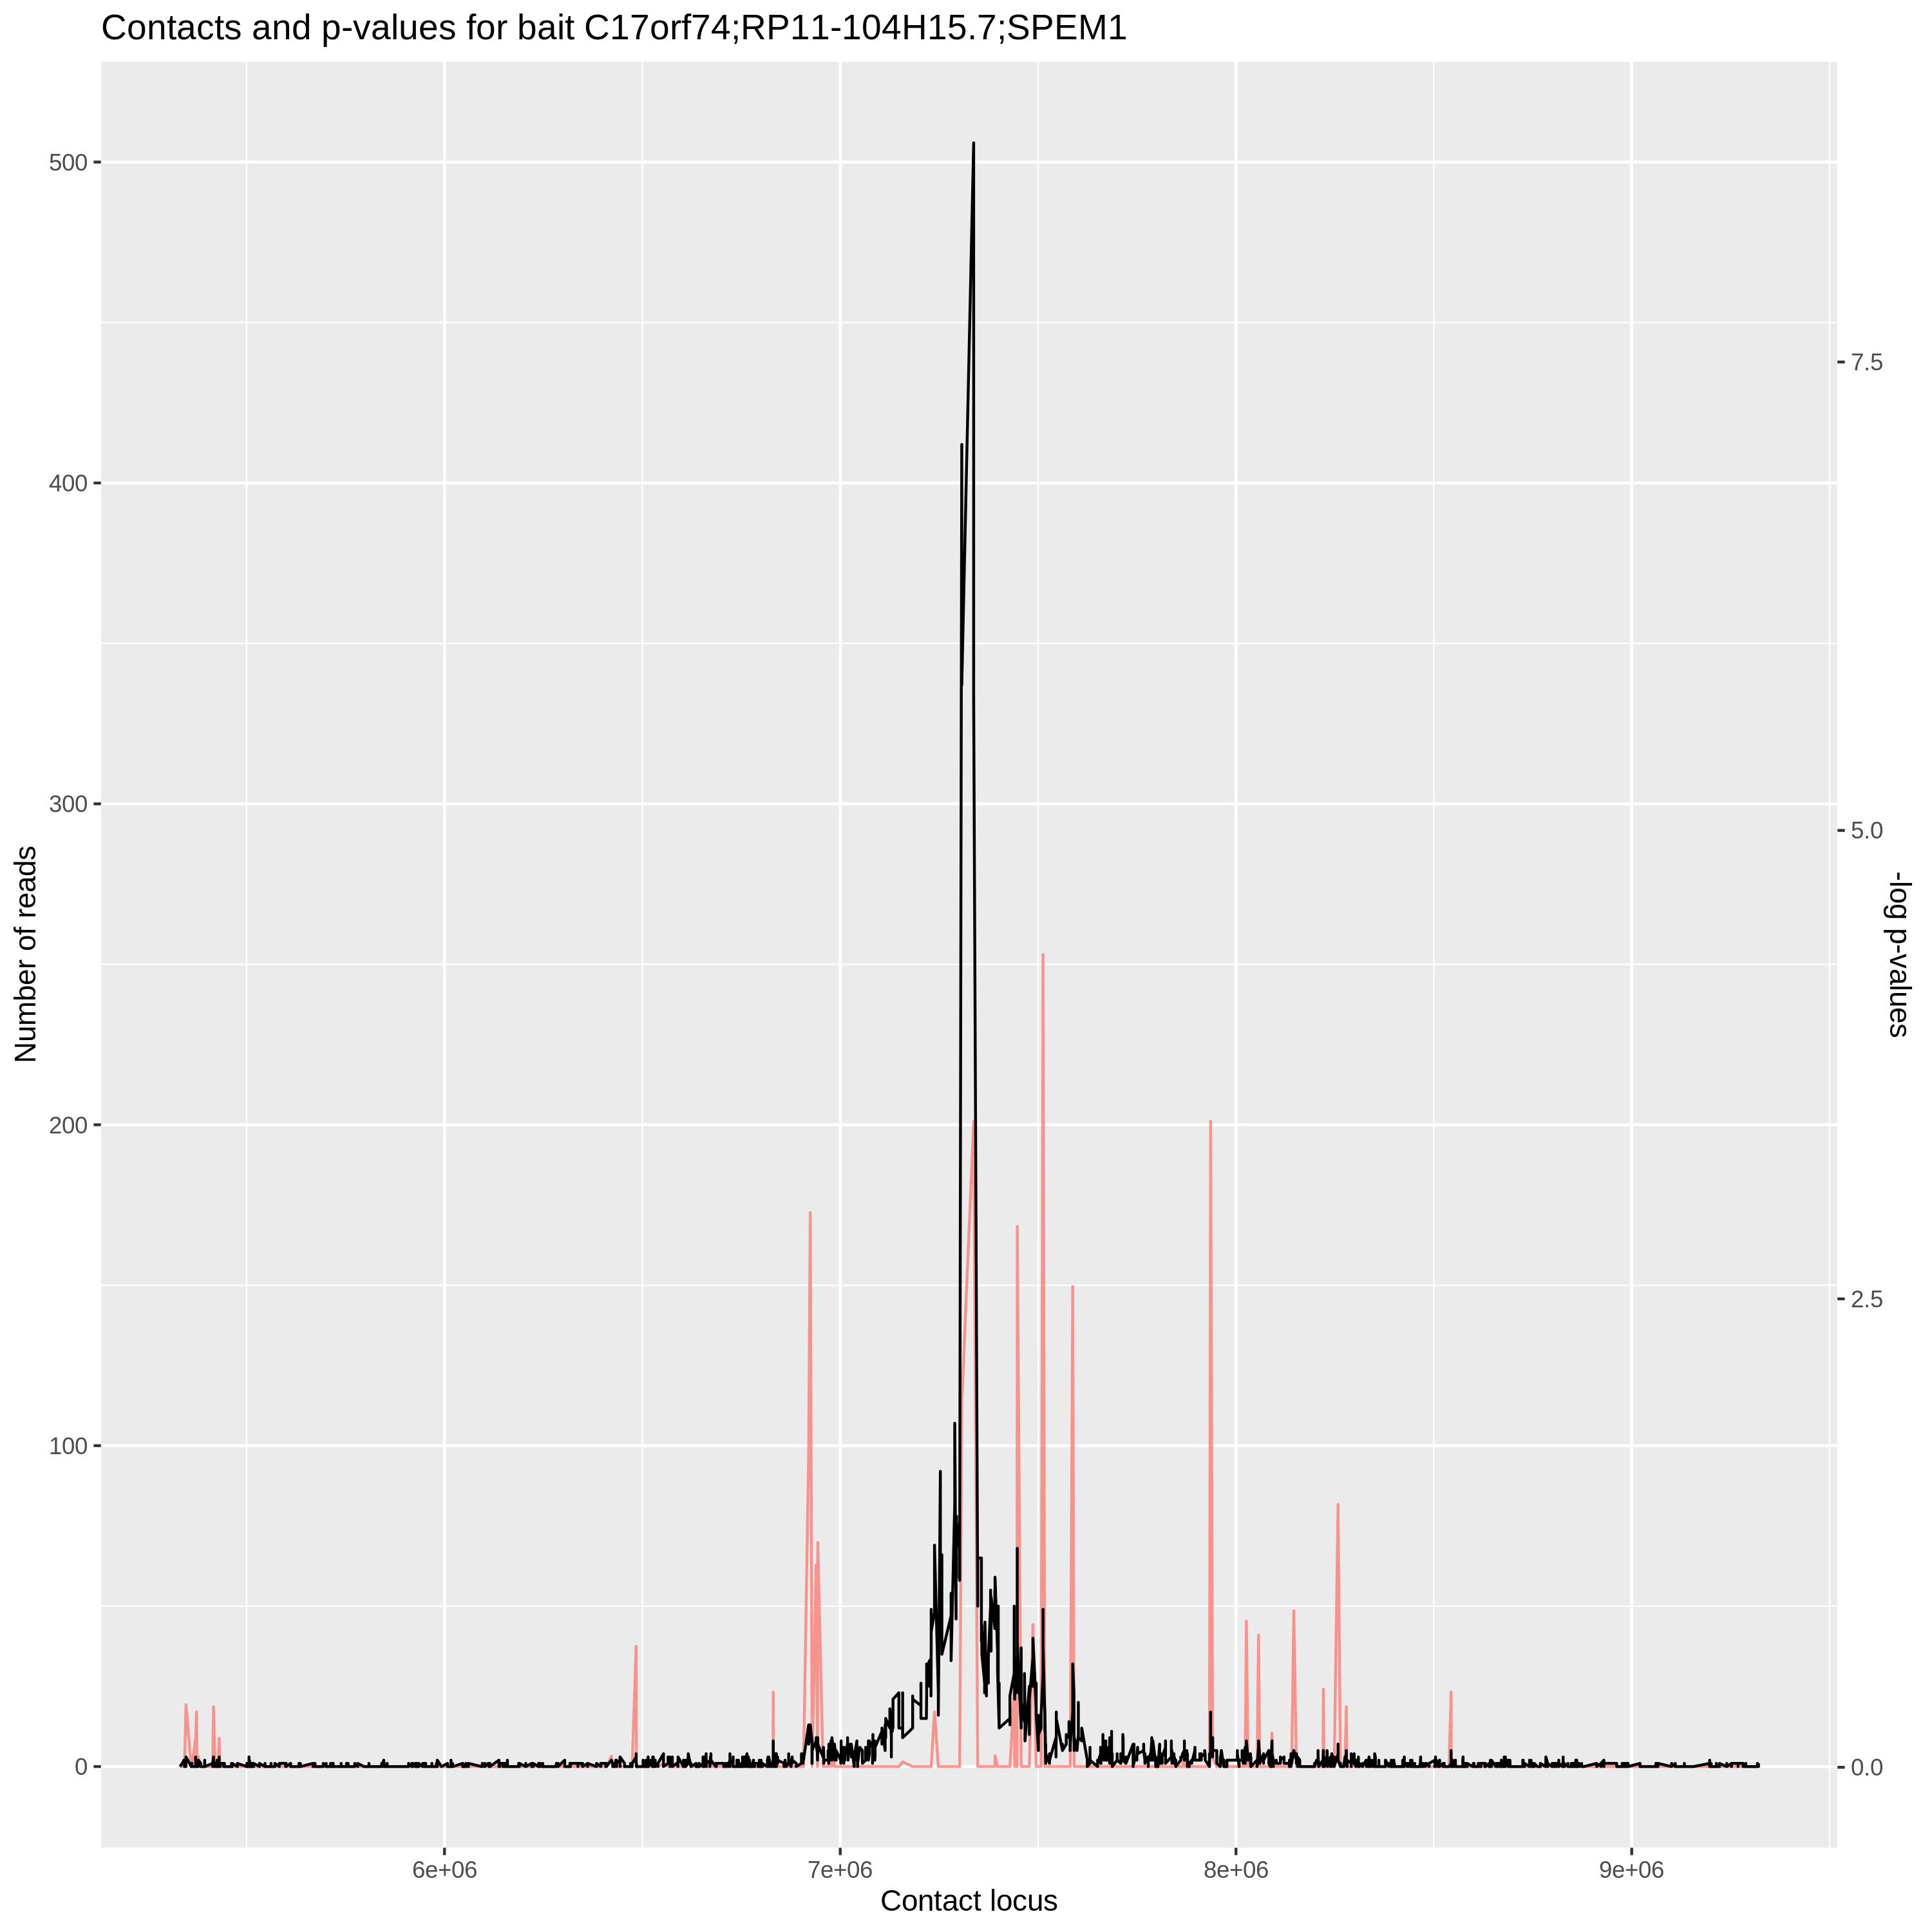 Contacts and p-values for bait C17orf74;RP11-104H15.7;SPEM1
500
400
300
200
100
0
Number of reads
7.5
5.0
2.5
0.0
-log p-values
6e+06
7e+06
8e+06
9e+06
Contact locus